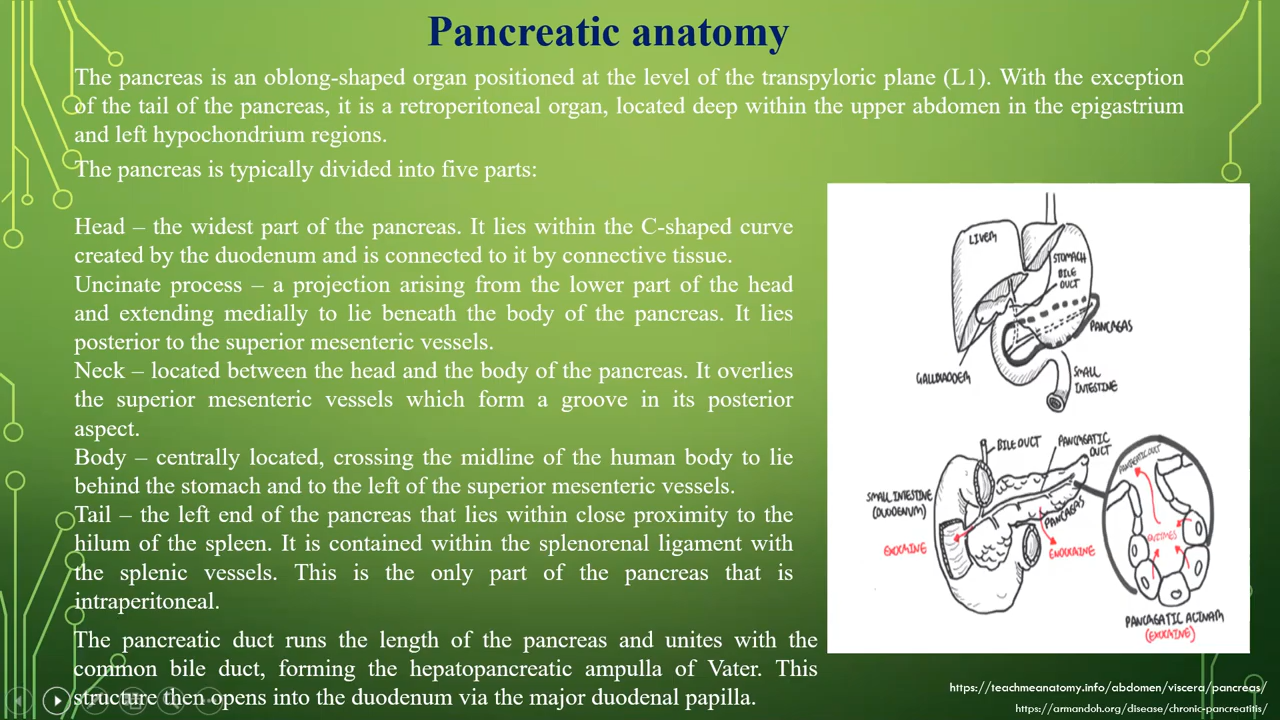 Pancreatic anatomy
The pancreas is an oblong-shaped organ positioned at the level of the transpyloric plane (L1). With the exception
of the tail of the pancreas, it is a retroperitoneal organ, located deep within the upper abdomen in the epigastrium
and left hypochondrium regions.
The pancreas is typically divided into five parts:
Head – the widest part of the pancreas. It lies within the C-shaped curve
created by the duodenum and is connected to it by connective tissue.
Uncinate process – a projection arising from the lower part of the head
and extending medially to lie beneath the body of the pancreas. It lies
posterior to the superior mesenteric vessels.
Neck – located between the head and the body of the pancreas. It overlies
the superior mesenteric vessels which form a groove in its posterior
aspect.
Body – centrally located, crossing the midline of the human body to lie
behind the stomach and to the left of the superior mesenteric vessels.
Tail – the left end of the pancreas that lies within close proximity to the
hilum of the spleen. It is contained within the splenorenal ligament with
the splenic vessels. This is the only part of the pancreas that is
intraperitoneal.
The pancreatic duct runs the length of the pancreas and unites with the
common bile duct, forming the hepatopancreatic ampulla of Vater. This
structure then opens into the duodenum via the major duodenal papilla.
LIVER
STOMACH
BILE
DUCT
PANCREAS
GALLBLADDER
SMALL
INTESTINE
BILE DUCT
PANCREATIC
DUCT
SMALL INTESTINE
(DUODENUM)
PANCREAS
EXOCRINE
ENDOCRINE
PANCREATIC DUCT
ENZYMES
PANCREATIC ACINAR
(EXOCRINE)
https://teachmeanatomy.info/abdomen/viscera/pancreas/
https://armandoh.org/disease/chronic-pancreatitis/